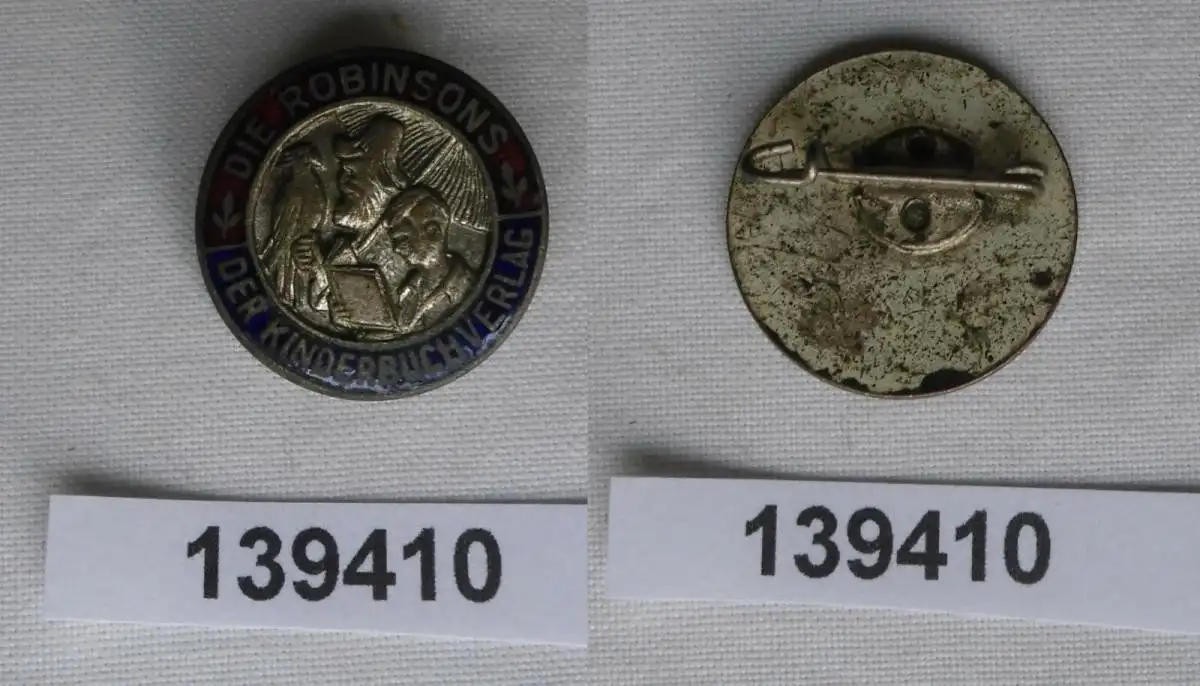 DIE ROBINSONS
DER KINDERBUCHVERLAG
139410
139410